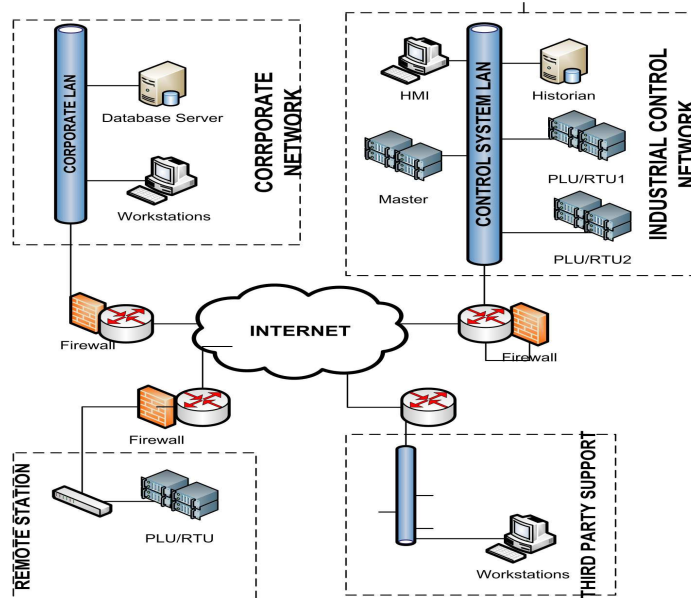 CORPORATE LAN
Database Server
Workstations
CORRPORATE
NETWORK
HMI
Historian
CONTROL SYSTEM LAN
Master
PLU/RTU1
PLU/RTU2
INDUSTRIAL CONTROL
NETWORK
Firewall
INTERNET
Firewall
Firewall
REMOTE STATION
PLU/RTU
Workstations
THIRD PARTY SUPPORT